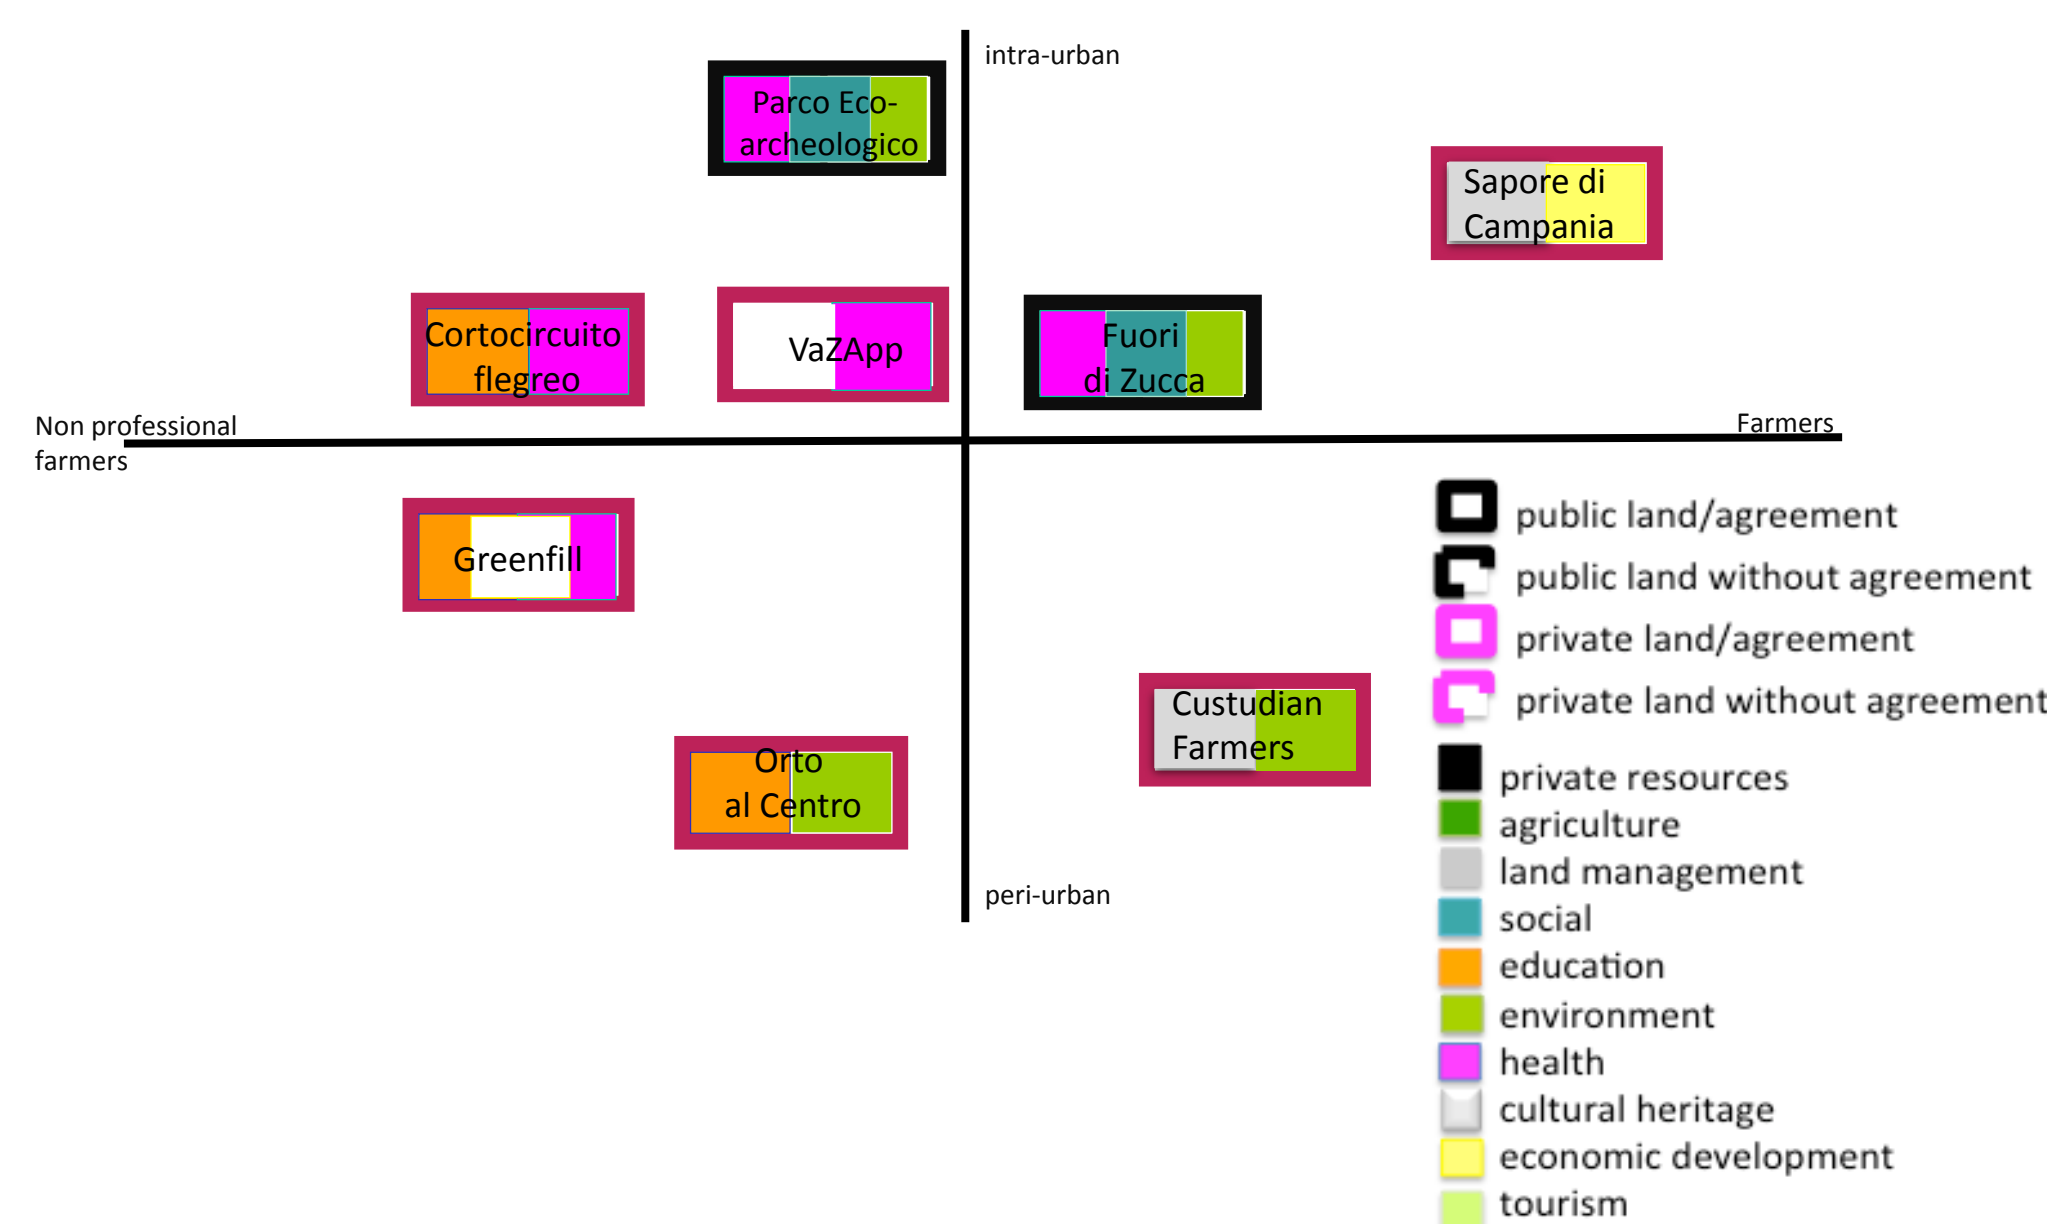 intra-urban
Parco Eco-
archeologico
Sapore di
Campania
Cortocircuito
flegreo
VaZApp
Fuori
di Zucca
Non professional
farmers
Farmers
Greenfill
Custudian
Farmers
Orto
al Centro
peri-urban
public land/agreement
public land without agreement
private land/agreement
private land without agreement
private resources
agriculture
land management
social
education
environment
health
cultural heritage
economic development
tourism